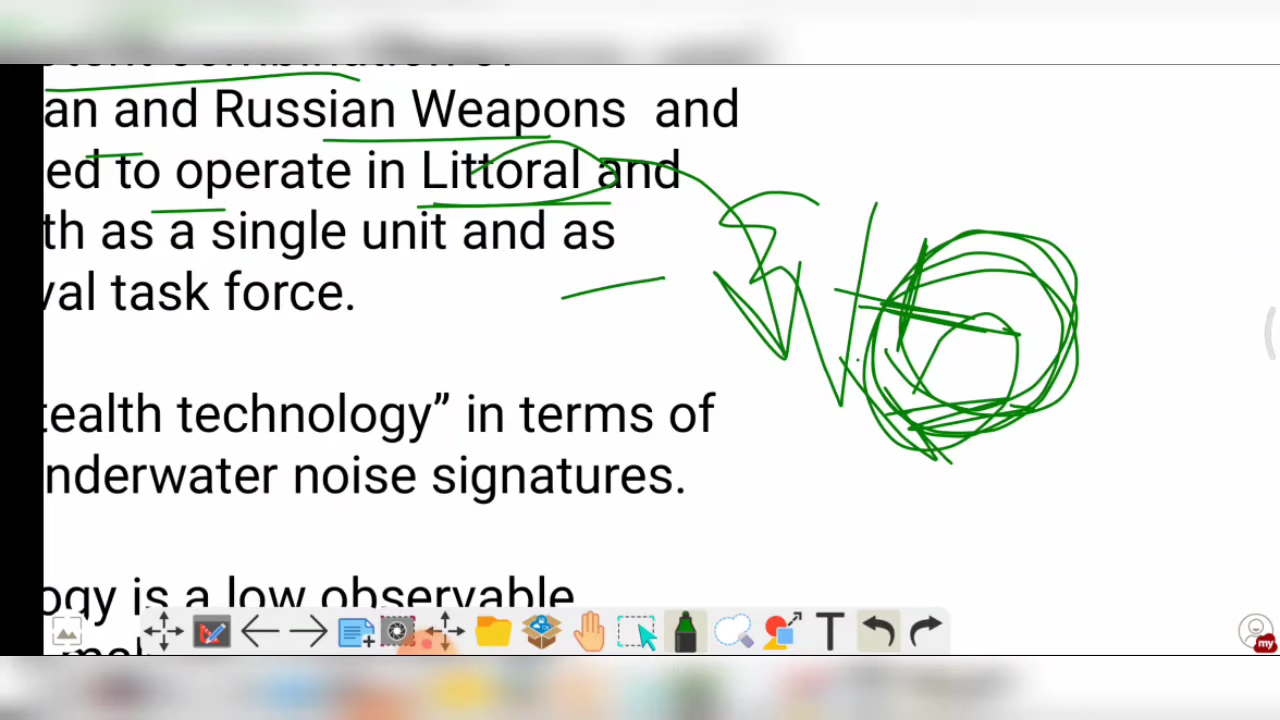 an and Russian Weapons and
ed to operate in Littoral and
th as a single unit and as
val task force.
tealth technology” in terms of
nderwater noise signatures.
ogy is a low observable
T
my